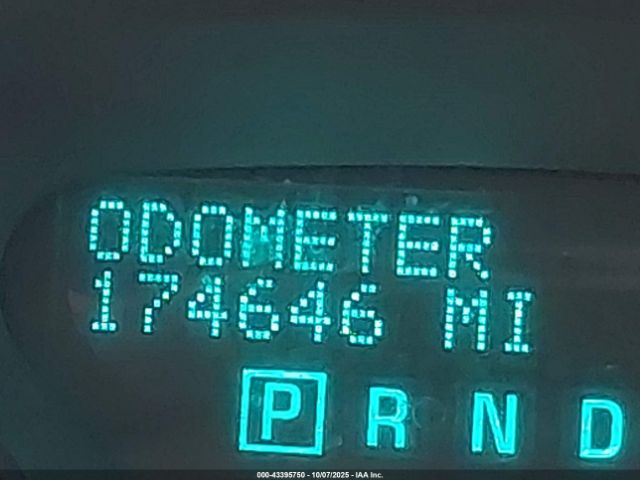 ODOMETER
174646 MI
P R N D
000-43395750 - 10/07/2025 - IAA Inc.